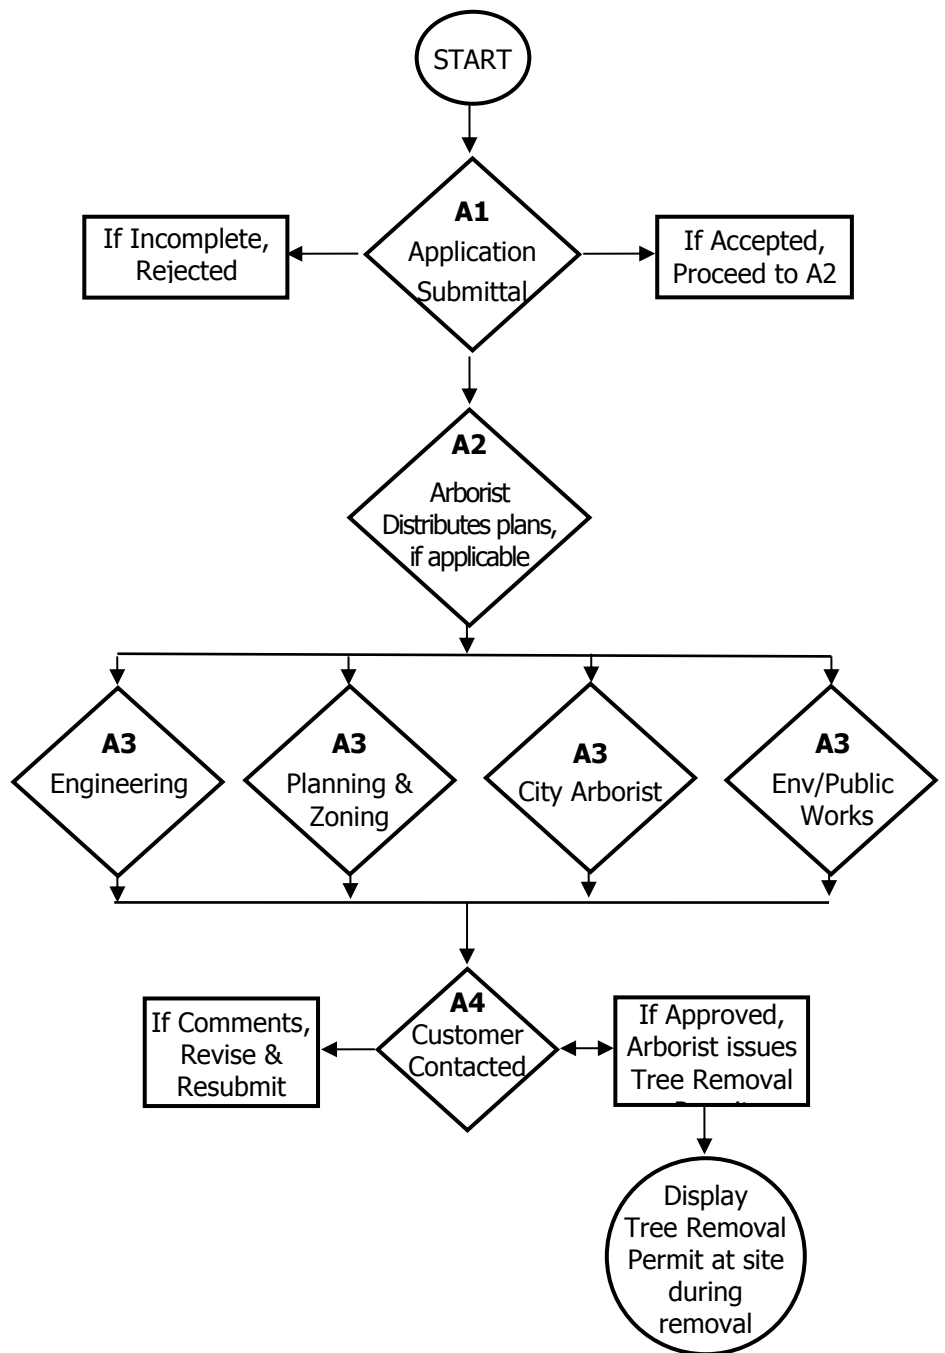 START
A1
Application
Submittal
If Incomplete,
Rejected
If Accepted,
Proceed to A2
A2
Arborist
Distributes plans,
if applicable
A3
Engineering
A3
Planning &
Zoning
A3
City Arborist
A3
Env/Public
Works
A4
Customer
Contacted
If Comments,
Revise &
Resubmit
If Approved,
Arborist issues
Tree Removal
Display
Tree Removal
Permit at site
during
removal